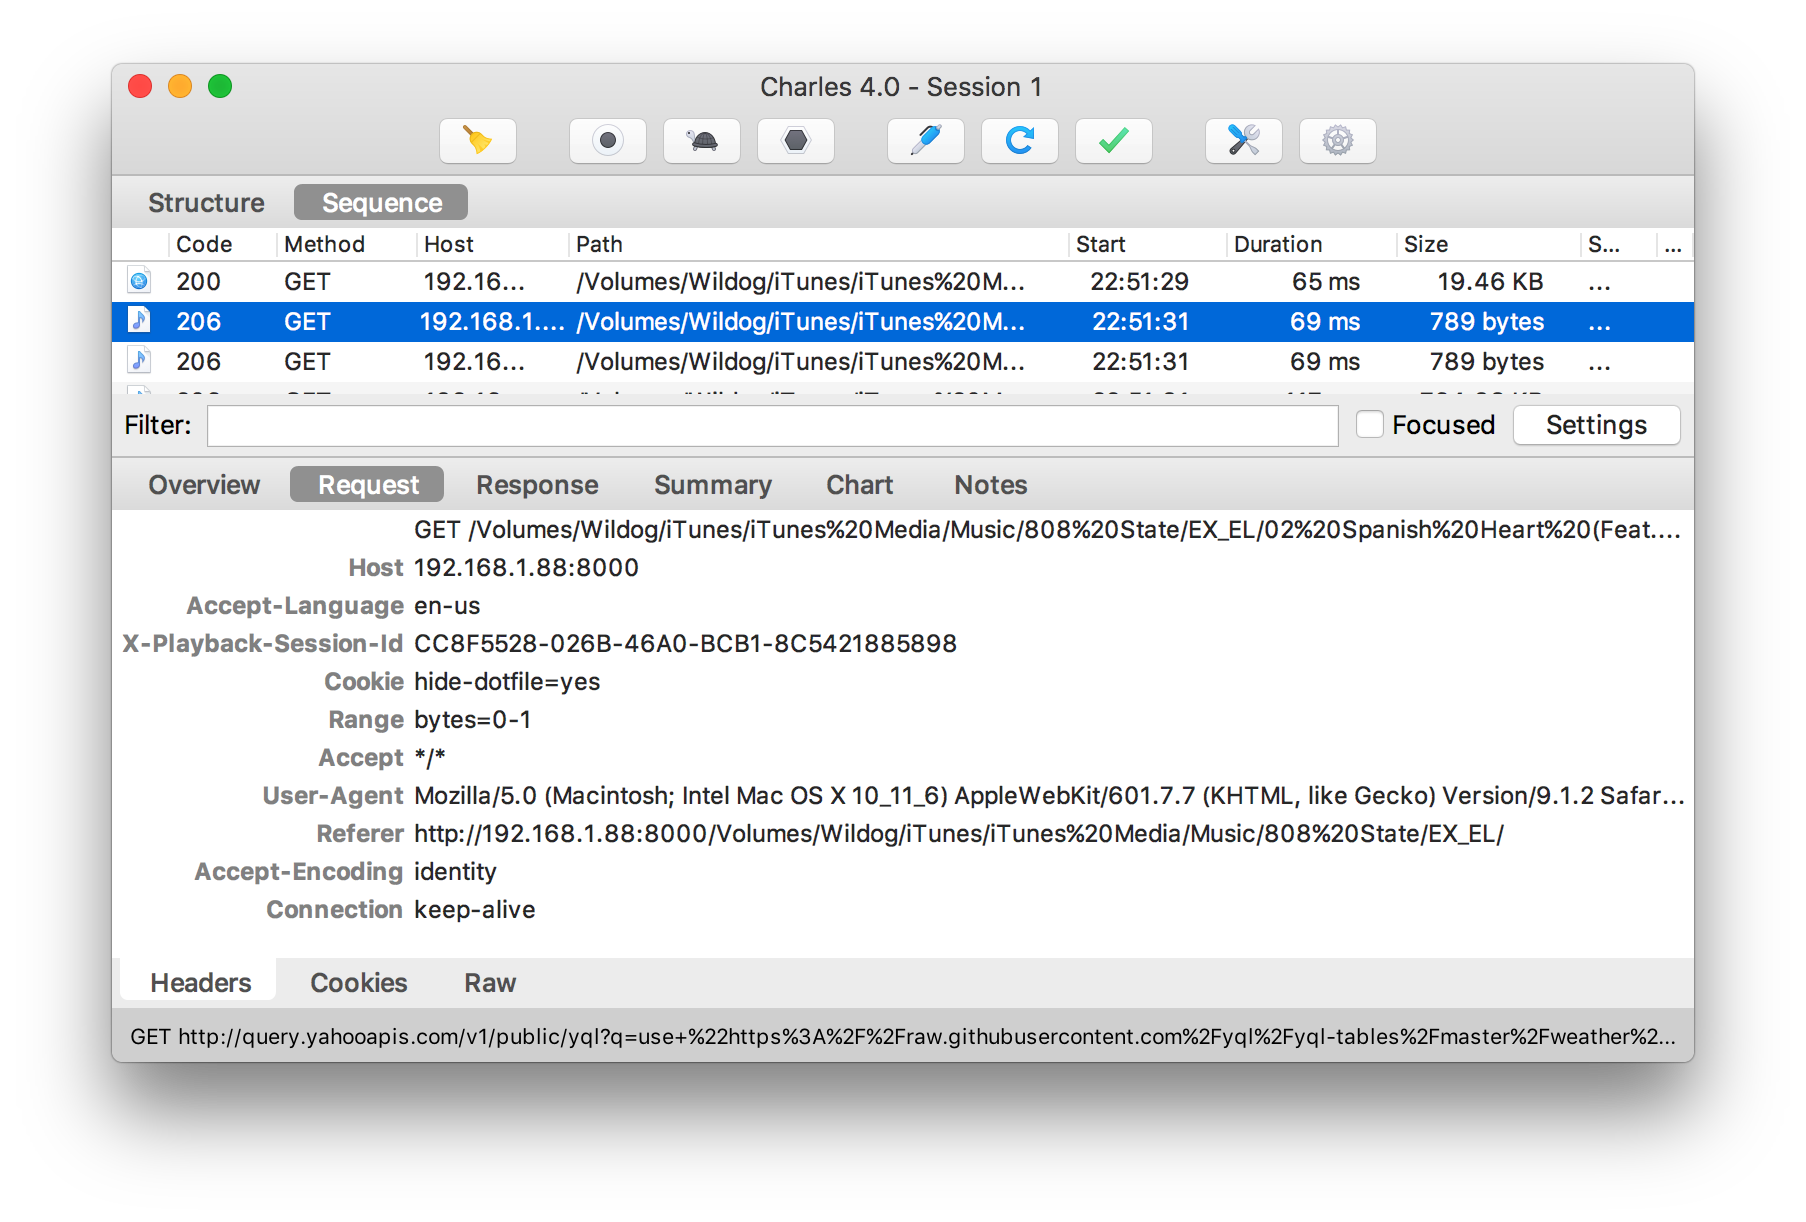 Charles 4.0 - Session 1
Structure Sequence
Code Method Host Path Start Duration Size S... ...
200 GET 192.16... /Volumes/Wildog/iTunes/iTunes%20M... 22:51:29 65 ms 19.46 KB ...
206 GET 192.168.1.... /Volumes/Wildog/iTunes/iTunes%20M... 22:51:31 69 ms 789 bytes ...
206 GET 192.16... /Volumes/Wildog/iTunes/iTunes%20M... 22:51:31 69 ms 789 bytes ...
Filter: Focused Settings
Overview Request Response Summary Chart Notes
GET /Volumes/Wildog/iTunes/iTunes%20Media/Music/808%20State/EX_EL/02%20Spanish%20Heart%20(Feat....
Host 192.168.1.88:8000
Accept-Language en-us
X-Playback-Session-Id CC8F5528-026B-46A0-BCB1-8C5421885898
Cookie hide-dotfile=yes
Range bytes=0-1
Accept */*
User-Agent Mozilla/5.0 (Macintosh; Intel Mac OS X 10_11_6) AppleWebKit/601.7.7 (KHTML, like Gecko) Version/9.1.2 Safar...
Referer http://192.168.1.88:8000/Volumes/Wildog/iTunes/iTunes%20Media/Music/808%20State/EX_EL/
Accept-Encoding identity
Connection keep-alive
Headers Cookies Raw
GET http://query.yahooapis.com/v1/public/yql?q=use+%22https%3A%2F%2Fraw.githubusercontent.com%2Fyql%2Fyql-tables%2Fmaster%2Fweather%2...